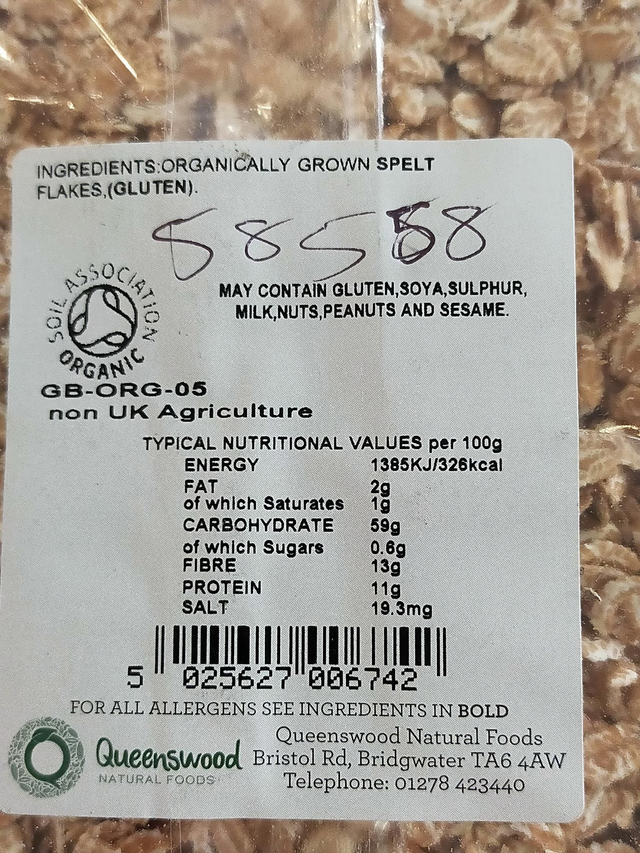 INGREDIENTS:ORGANICALLY GROWN SPELT
FLAKES,(GLUTEN).
58558
MAY CONTAIN GLUTEN,SOYA,SULPHUR,
MILK,NUTS,PEANUTS AND SESAME.
SOIL ASSOCIATION
ORGANIC
GB-ORG-05
non UK Agriculture
TYPICAL NUTRITIONAL VALUES per 100g
ENERGY 1385KJ/326kcal
FAT 2g
of which Saturates 1g
CARBOHYDRATE 59g
of which Sugars 0.6g
FIBRE 13g
PROTEIN 11g
SALT 19.3mg
5 025627 006742
FOR ALL ALLERGENS SEE INGREDIENTS IN BOLD
Queenswood
NATURAL FOODS
Queenswood Natural Foods
Bristol Rd, Bridgwater TA6 4AW
Telephone: 01278 423440